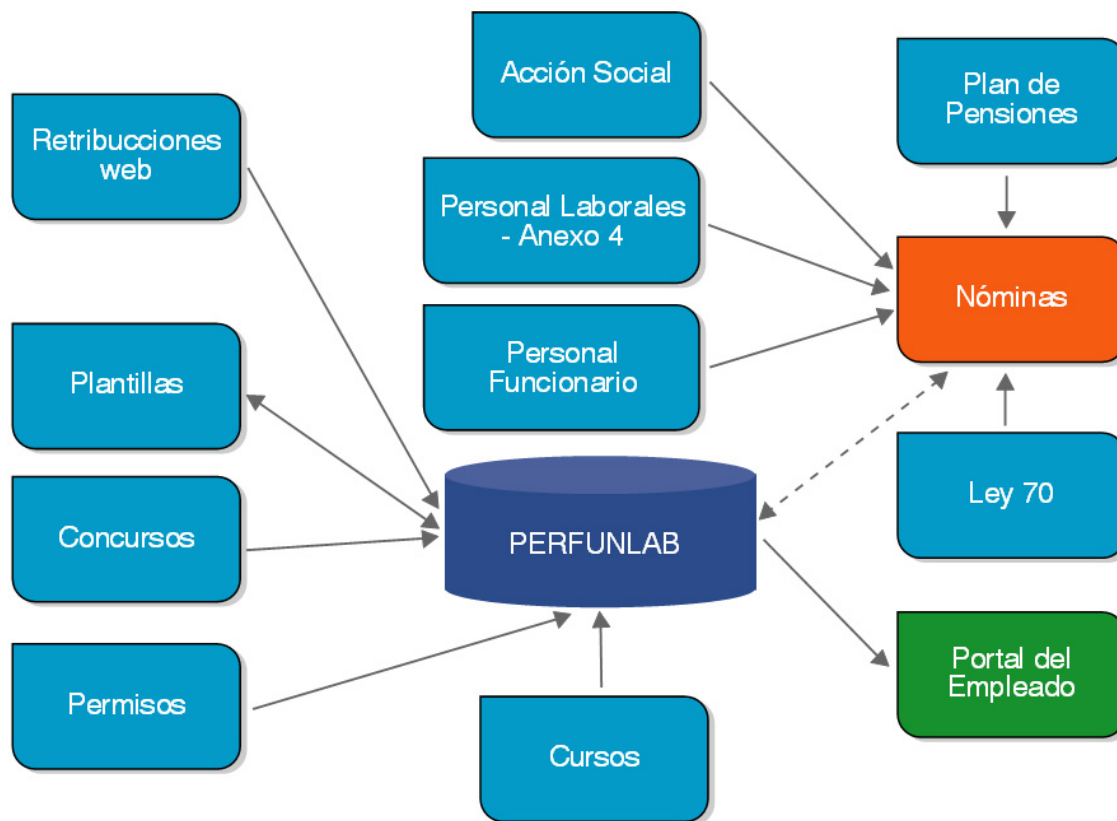 Acción Social
Plan de
Pensiones
Retribucciones
web
Personal Laborales
- Anexo 4
Nóminas
Plantillas
Personal
Funcionario
Concursos
PERFUNLAB
Ley 70
Permisos
Cursos
Portal del
Empleado